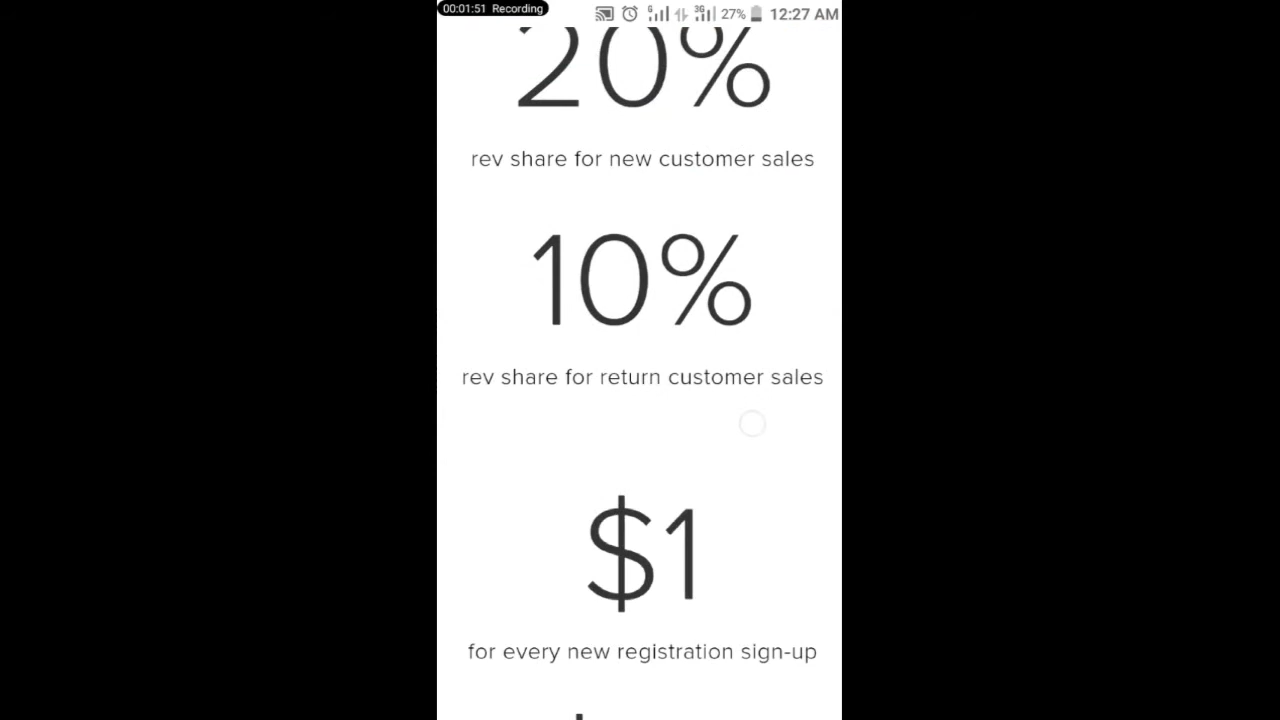 00:01:51 Recording
G 3G 27% 12:27 AM
20%
rev share for new customer sales
10%
rev share for return customer sales
$1
for every new registration sign-up